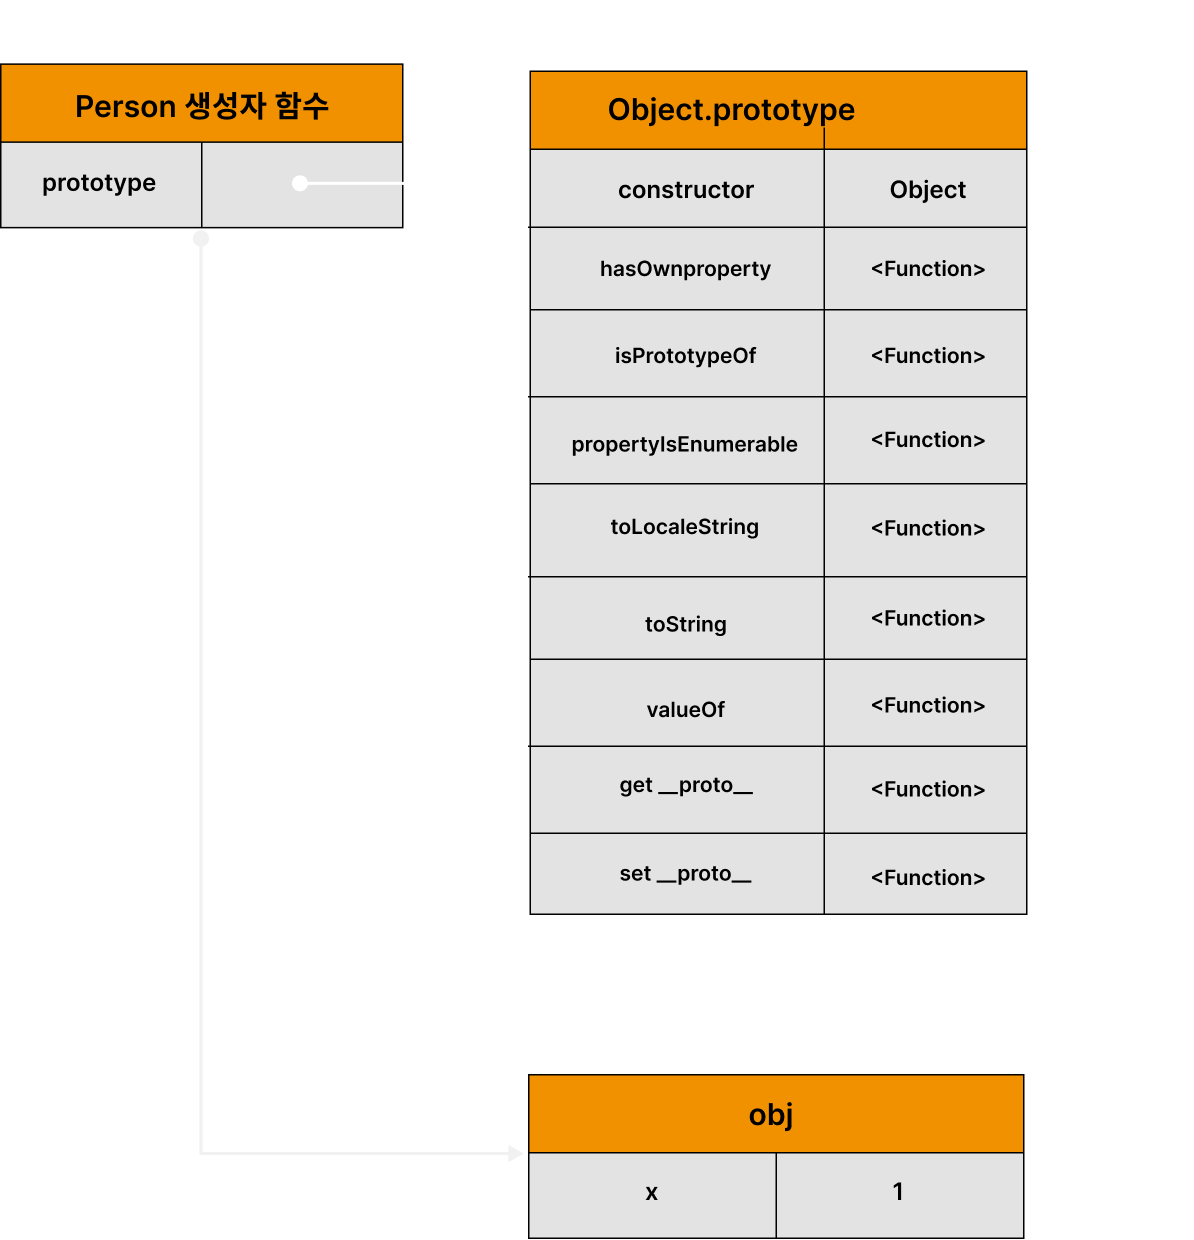 Person 생성자 함수
prototype
Object.prototype
constructor Object
hasOwnproperty <Function>
isPrototypeOf <Function>
propertyIsEnumerable <Function>
toLocaleString <Function>
toString <Function>
valueOf <Function>
get __proto__ <Function>
set __proto__ <Function>
obj
x 1